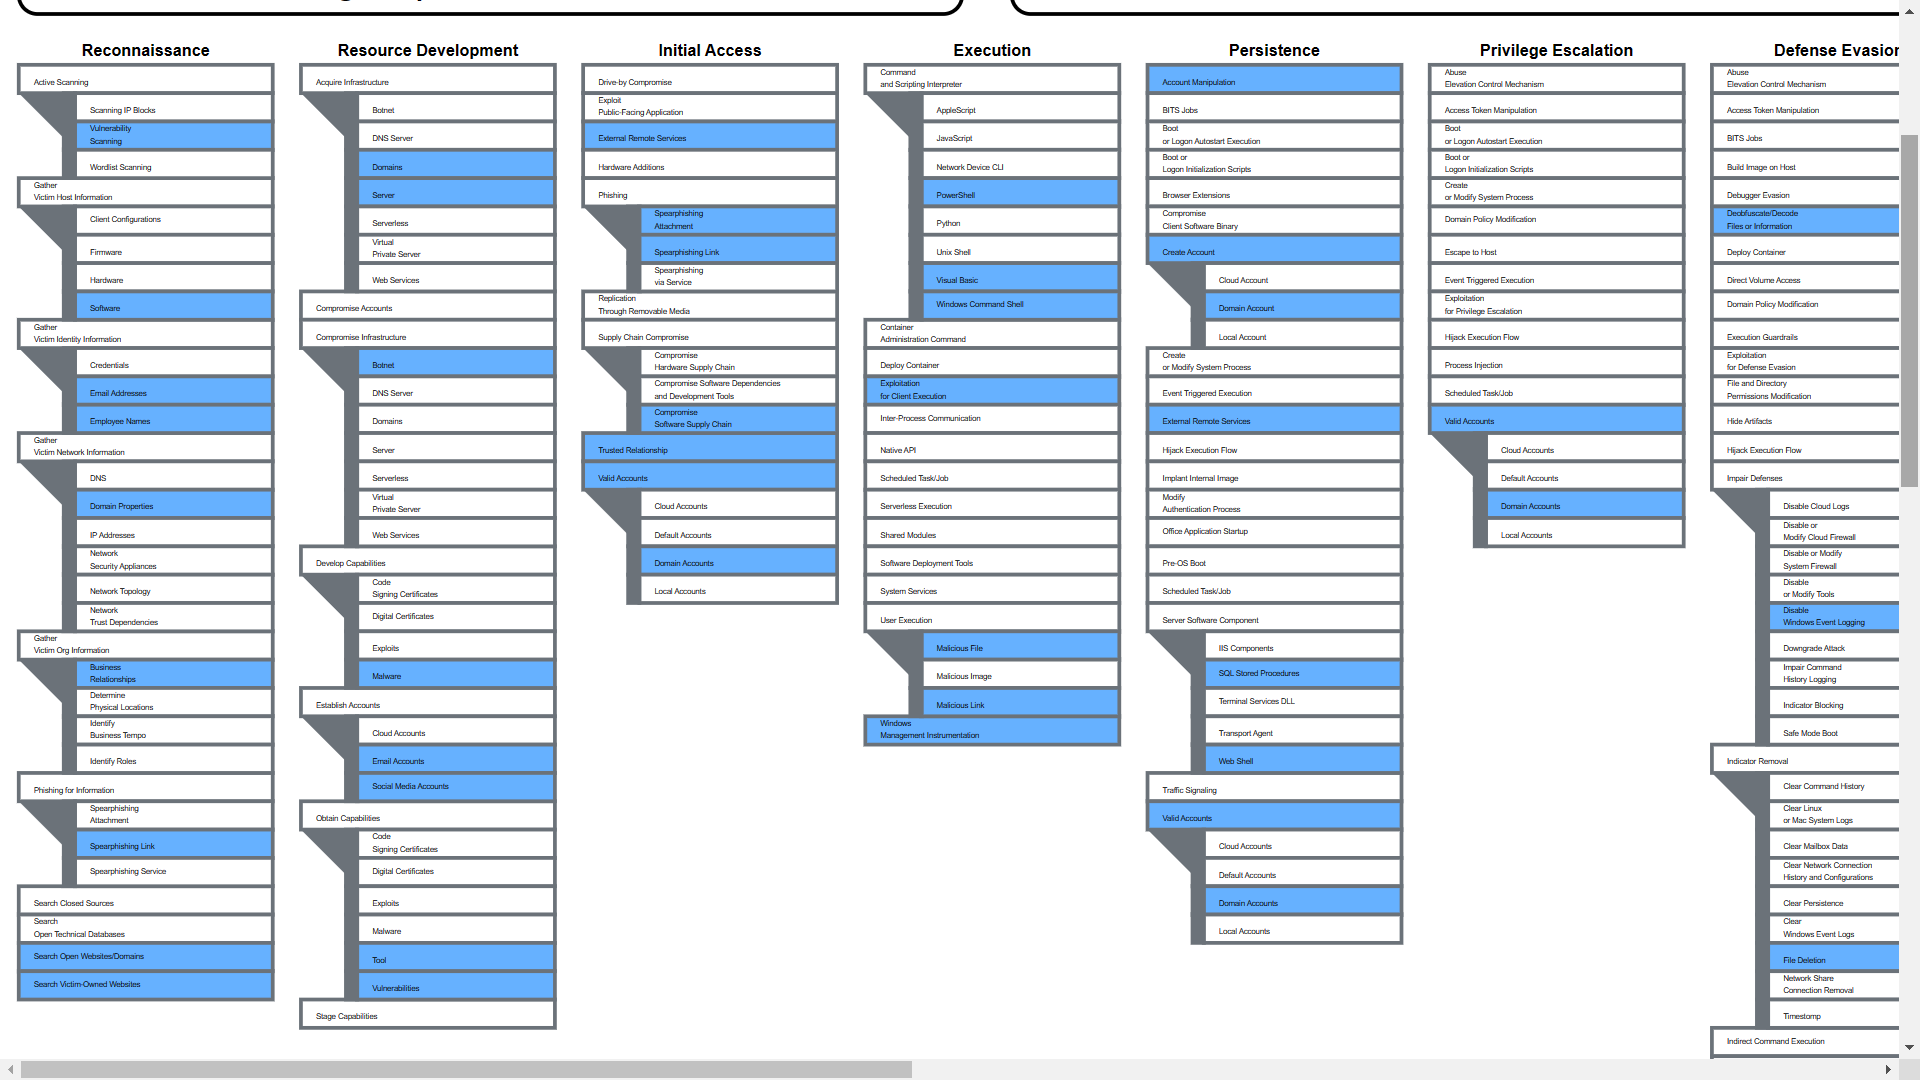 Reconnaissance
Active Scanning
Scanning IP Blocks
Vulnerability
Scanning
Wordlist Scanning
Gather
Victim Host Information
Client Configurations
Firmware
Hardware
Software
Gather
Victim Identity Information
Credentials
Email Addresses
Employee Names
Gather
Victim Network Information
DNS
Domain Properties
IP Addresses
Network
Security Appliances
Network Topology
Network
Trust Dependencies
Gather
Victim Org Information
Business
Relationships
Determine
Physical Locations
Identify
Business Tempo
Identify Roles
Phishing for Information
Spearphishing
Attachment
Spearphishing Link
Spearphishing Service
Search Closed Sources
Search
Open Technical Databases
Search Open Websites/Domains
Search Victim-Owned Websites
Resource Development
Acquire Infrastructure
Botnet
DNS Server
Domains
Server
Serverless
Virtual
Private Server
Web Services
Compromise Accounts
Compromise Infrastructure
Botnet
DNS Server
Domains
Server
Serverless
Virtual
Private Server
Web Services
Develop Capabilities
Code
Signing Certificates
Digital Certificates
Exploits
Malware
Establish Accounts
Cloud Accounts
Email Accounts
Social Media Accounts
Obtain Capabilities
Code
Signing Certificates
Digital Certificates
Exploits
Malware
Tool
Vulnerabilities
Stage Capabilities
Initial Access
Drive-by Compromise
Exploit
Public-Facing Application
External Remote Services
Hardware Additions
Phishing
Spearphishing
Attachment
Spearphishing Link
Spearphishing
via Service
Replication
Through Removable Media
Supply Chain Compromise
Compromise
Hardware Supply Chain
Compromise Software Dependencies
and Development Tools
Compromise
Software Supply Chain
Trusted Relationship
Valid Accounts
Cloud Accounts
Default Accounts
Domain Accounts
Local Accounts
Execution
Command
and Scripting Interpreter
AppleScript
JavaScript
Network Device CLI
PowerShell
Python
Unix Shell
Visual Basic
Windows Command Shell
Container
Administration Command
Deploy Container
Exploitation
for Client Execution
Inter-Process Communication
Native API
Scheduled Task/Job
Serverless Execution
Shared Modules
Software Deployment Tools
System Services
User Execution
Malicious File
Malicious Image
Malicious Link
Windows
Management Instrumentation
Persistence
Account Manipulation
BITS Jobs
Boot
or Logon Autostart Execution
Boot or
Logon Initialization Scripts
Browser Extensions
Compromise
Client Software Binary
Create Account
Cloud Account
Domain Account
Local Account
Create
or Modify System Process
Event Triggered Execution
External Remote Services
Hijack Execution Flow
Implant Internal Image
Modify
Authentication Process
Office Application Startup
Pre-OS Boot
Scheduled Task/Job
Server Software Component
IIS Components
SQL Stored Procedures
Terminal Services DLL
Transport Agent
Web Shell
Traffic Signaling
Valid Accounts
Cloud Accounts
Default Accounts
Domain Accounts
Local Accounts
Privilege Escalation
Abuse
Elevation Control Mechanism
Access Token Manipulation
Boot
or Logon Autostart Execution
Boot or
Logon Initialization Scripts
Create
or Modify System Process
Domain Policy Modification
Escape to Host
Event Triggered Execution
Exploitation
for Privilege Escalation
Hijack Execution Flow
Process Injection
Scheduled Task/Job
Valid Accounts
Cloud Accounts
Default Accounts
Domain Accounts
Local Accounts
Defense Evasion
Abuse
Elevation Control Mechanism
Access Token Manipulation
BITS Jobs
Build Image on Host
Debugger Evasion
Deobfuscate/Decode
Files or Information
Deploy Container
Direct Volume Access
Domain Policy Modification
Execution Guardrails
Exploitation
for Defense Evasion
File and Directory
Permissions Modification
Hide Artifacts
Hijack Execution Flow
Impair Defenses
Disable Cloud Logs
Disable or
Modify Cloud Firewall
Disable or Modify
System Firewall
Disable
or Modify Tools
Disable
Windows Event Logging
Downgrade Attack
Impair Command
History Logging
Indicator Blocking
Safe Mode Boot
Indicator Removal
Clear Command History
Clear Linux
or Mac System Logs
Clear Mailbox Data
Clear Network Connection
History and Configurations
Clear Persistence
Clear
Windows Event Logs
File Deletion
Network Share
Connection Removal
Timestomp
Indirect Command Execution